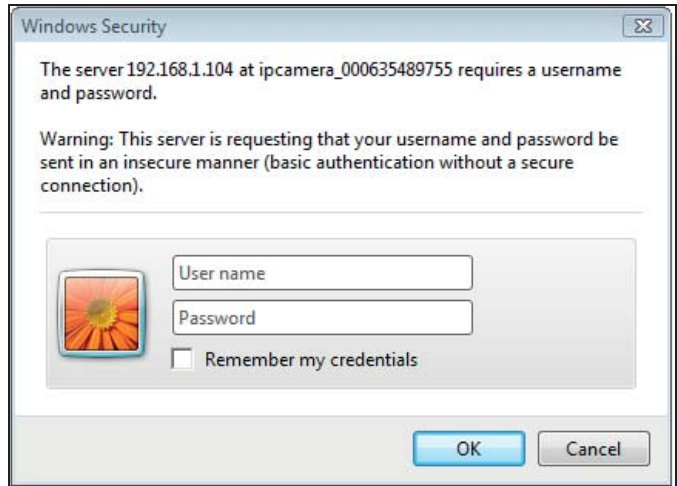 Windows Security
The server 192.168.1.104 at ipcamera_000635489755 requires a username
and password.
Warning: This server is requesting that your username and password be
sent in an insecure manner (basic authentication without a secure
connection).
User name
Password
Remember my credentials
OK
Cancel